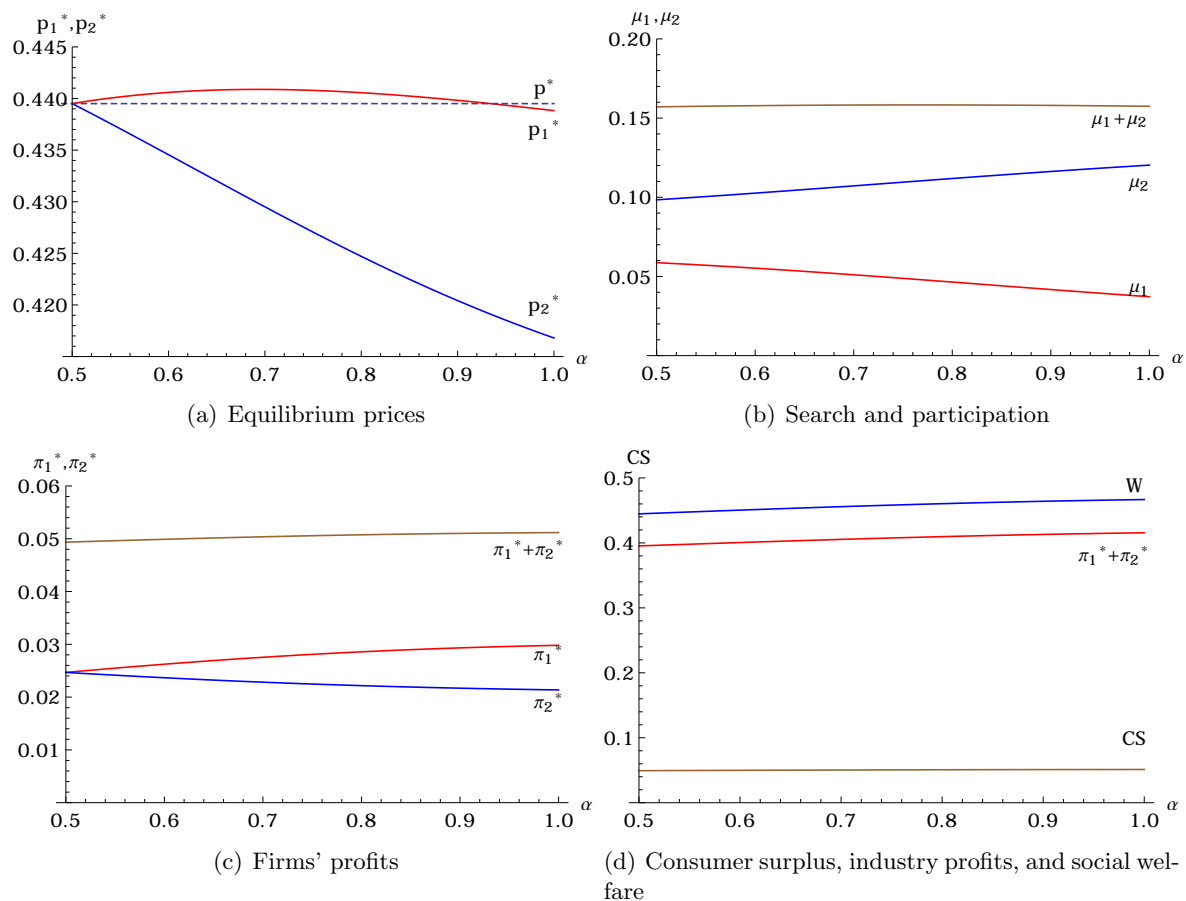 p₁*,p₂*
0.445
0.440
0.435
0.430
0.425
0.420
p*
p₁*
p₂*
α
0.5 0.6 0.7 0.8 0.9 1.0
(a) Equilibrium prices
μ₁,μ₂
0.20
0.15
0.10
0.05
μ₁+μ₂
μ₂
μ₁
α
0.5 0.6 0.7 0.8 0.9 1.0
(b) Search and participation
π₁*,π₂*
0.06
0.05
0.04
0.03
0.02
0.01
π₁*+π₂*
π₁*
π₂*
α
0.5 0.6 0.7 0.8 0.9 1.0
(c) Firms' profits
CS
0.5
0.4
0.3
0.2
0.1
W
π₁*+π₂*
CS
α
0.5 0.6 0.7 0.8 0.9 1.0
(d) Consumer surplus, industry profits, and social wel-
fare